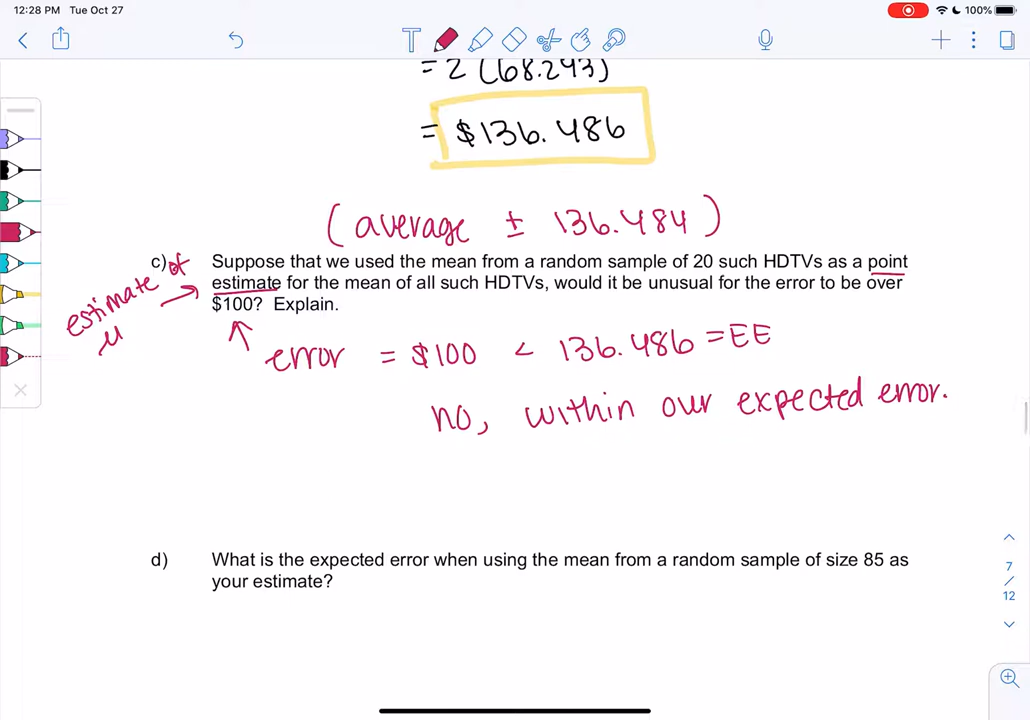 12:28 PM Tue Oct 27 100%
T
= 2 (68.243)
= $136.486
(average ± 136.484)
c) Suppose that we used the mean from a random sample of 20 such HDTVs as a point
estimate for the mean of all such HDTVs, would it be unusual for the error to be over
$100? Explain.
estimate of
μ
error = $100 < 136.486 = EE
no, within our expected error.
d) What is the expected error when using the mean from a random sample of size 85 as
your estimate?
7
/
12